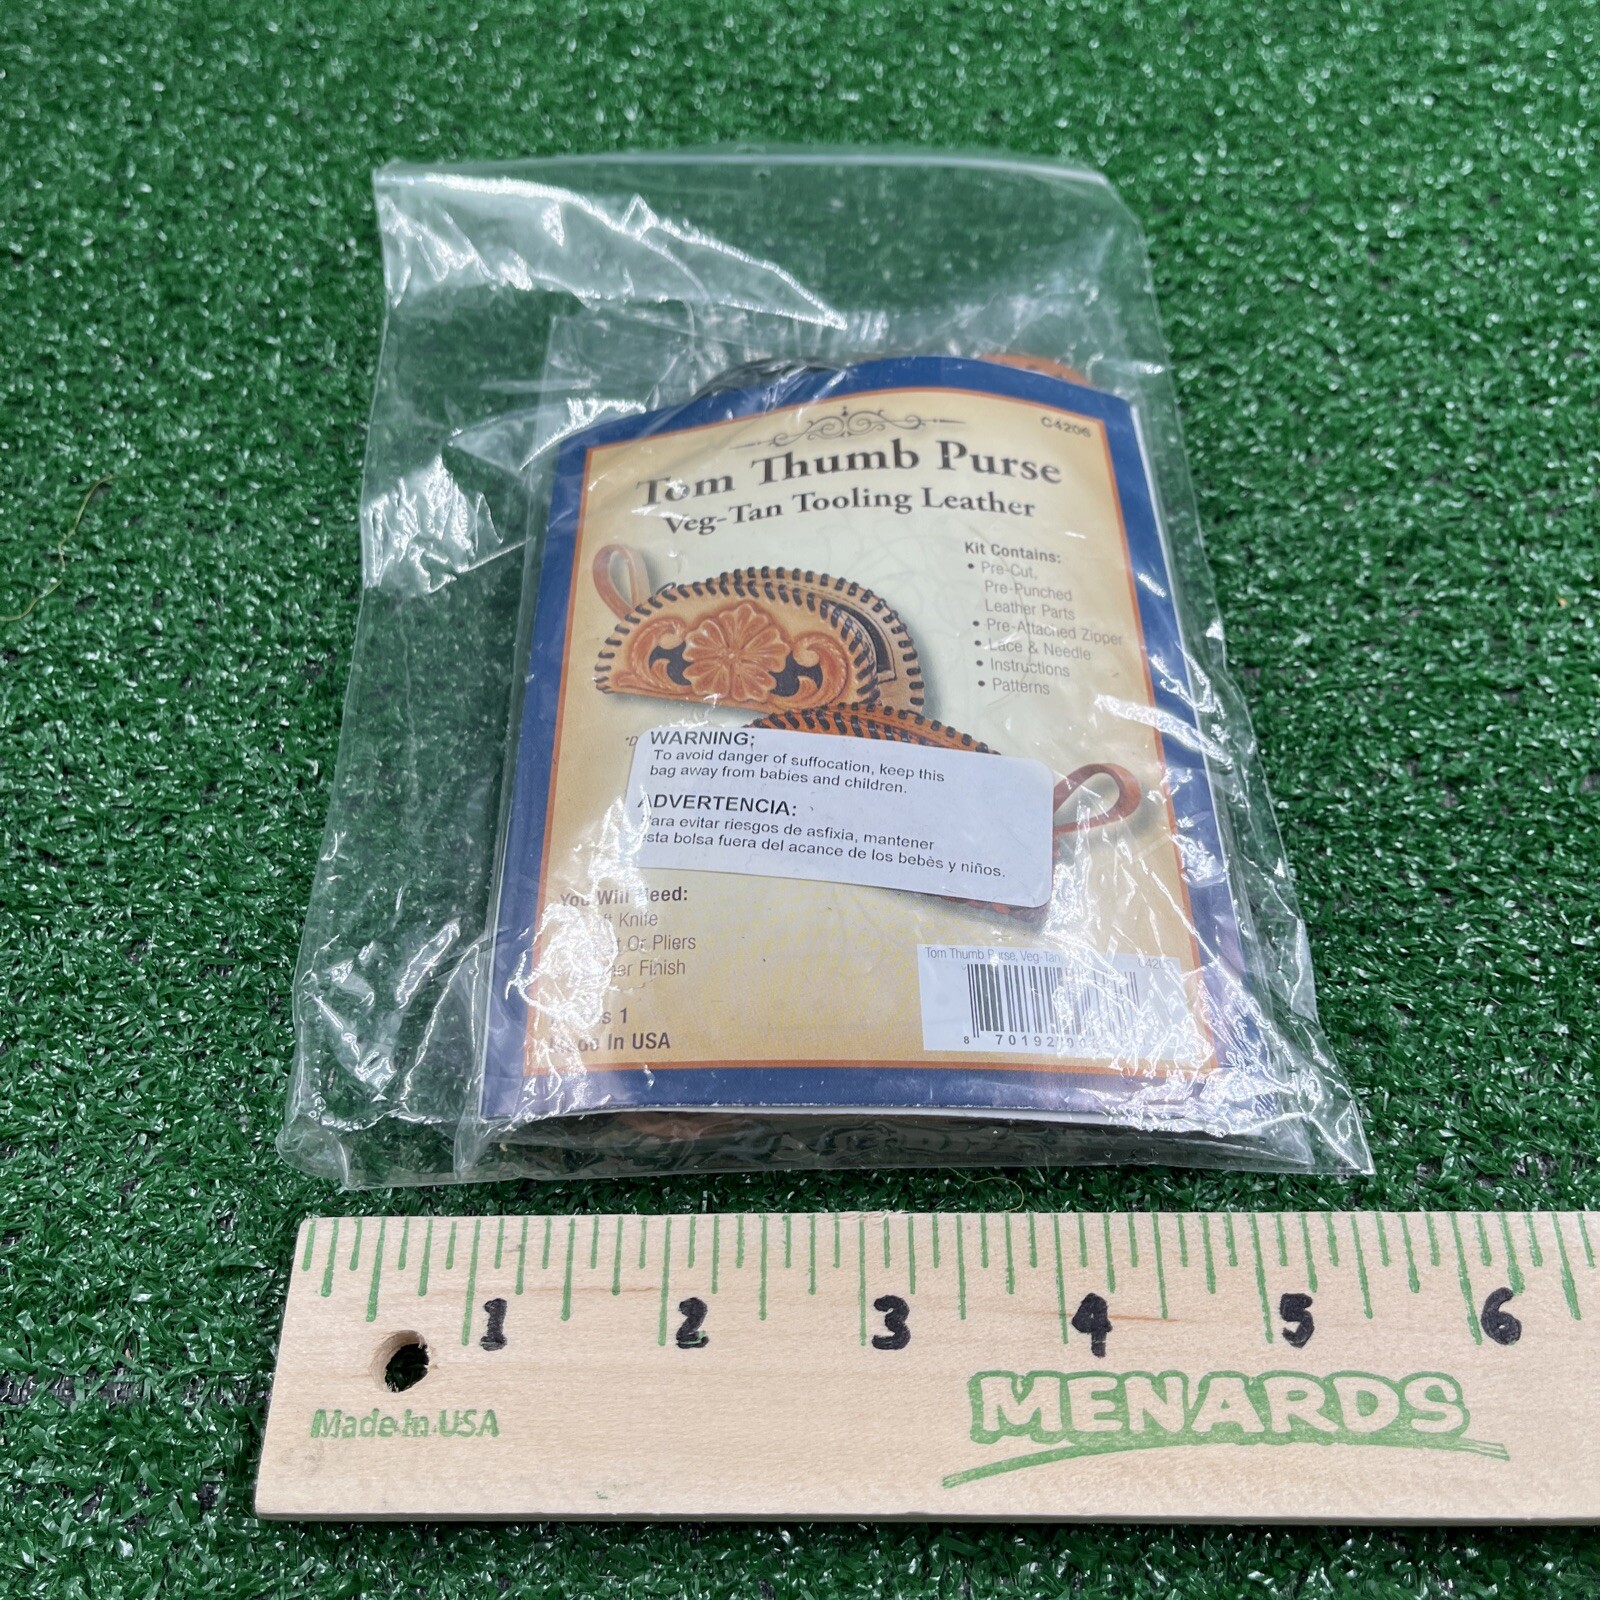 C4206
Tom Thumb Purse
Veg-Tan Tooling Leather
Kit Contains:
• Pre-Cut,
Pre-Punched
Leather Parts
• Pre-Attached Zipper
• Lace & Needle
• Instructions
• Patterns
WARNING:
To avoid danger of suffocation, keep this
bag away from babies and children.
ADVERTENCIA:
Para evitar riesgos de asfixia, mantener
esta bolsa fuera del acance de los bebès y niños.
You Will Need:
Knife
Or Pliers
Finish
1
Made In USA
Tom Thumb Purse, Veg-Tan
8
1 2 3 4 5 6
Made In USA
MENARDS